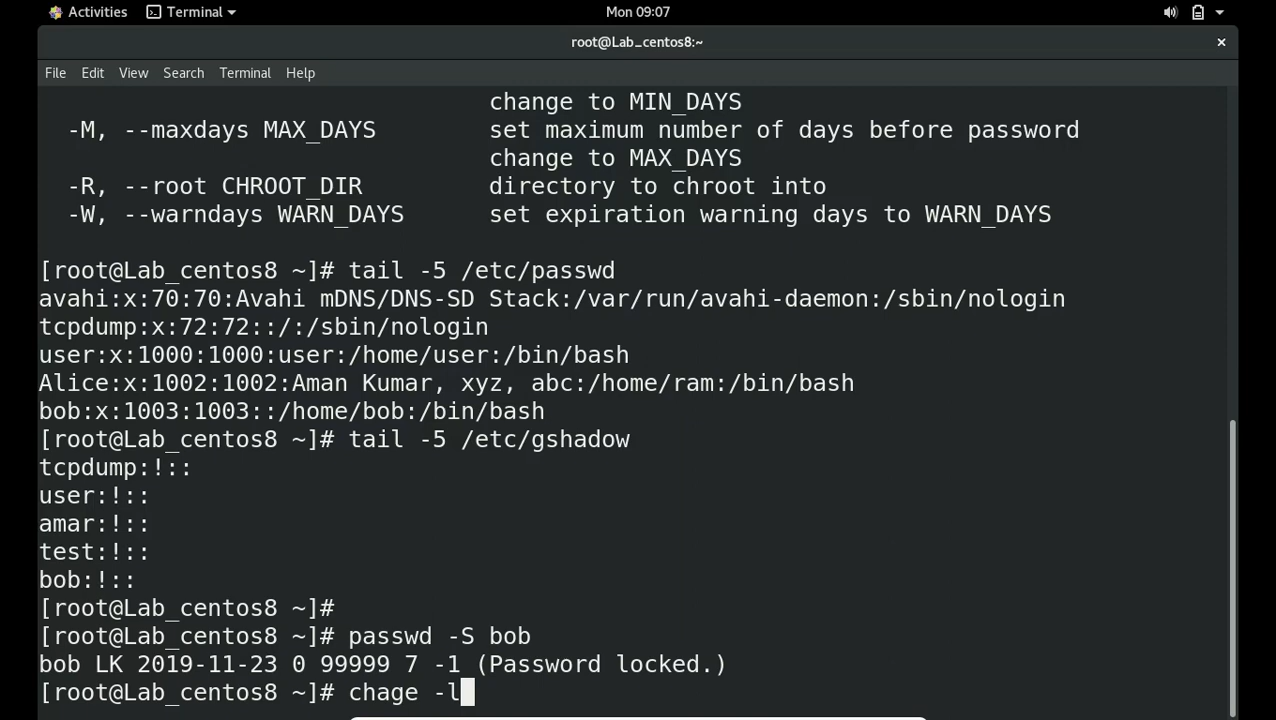 Activities Terminal Mon 09:07
root@Lab_centos8:~ ×
File Edit View Search Terminal Help
change to MIN_DAYS
-M, --maxdays MAX_DAYS set maximum number of days before password
change to MAX_DAYS
-R, --root CHROOT_DIR directory to chroot into
-W, --warndays WARN_DAYS set expiration warning days to WARN_DAYS
[root@Lab_centos8 ~]# tail -5 /etc/passwd
avahi:x:70:70:Avahi mDNS/DNS-SD Stack:/var/run/avahi-daemon:/sbin/nologin
tcpdump:x:72:72::/:/sbin/nologin
user:x:1000:1000:user:/home/user:/bin/bash
Alice:x:1002:1002:Aman Kumar, xyz, abc:/home/ram:/bin/bash
bob:x:1003:1003::/home/bob:/bin/bash
[root@Lab_centos8 ~]# tail -5 /etc/gshadow
tcpdump:!::
user:!::
amar:!::
test:!::
bob:!::
[root@Lab_centos8 ~]#
[root@Lab_centos8 ~]# passwd -S bob
bob LK 2019-11-23 0 99999 7 -1 (Password locked.)
[root@Lab_centos8 ~]# chage -l